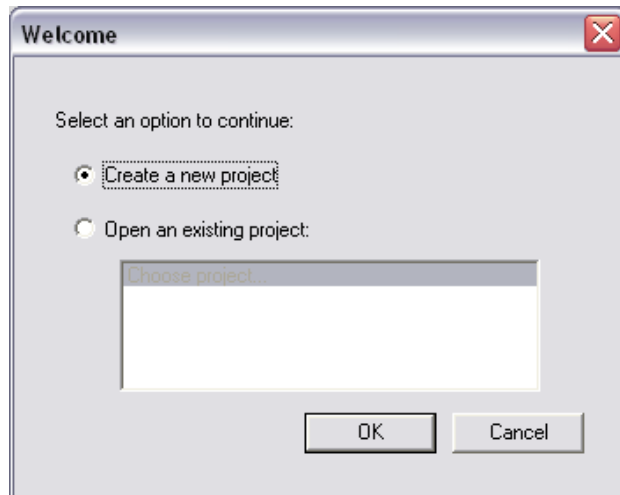 Welcome
Select an option to continue:
Create a new project
Open an existing project:
Choose project...
OK
Cancel